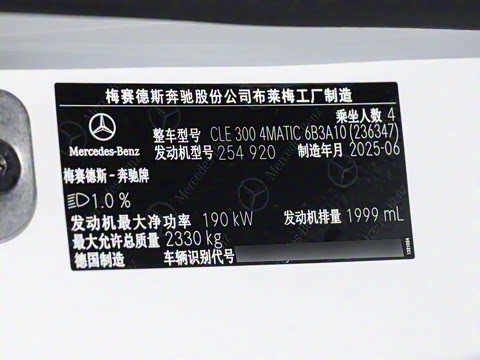 梅赛德斯奔驰股份公司布莱梅工厂制造
乘坐人数 4
整车型号 CLE 300 4MATIC 6B3A10 (236347)
Mercedes-Benz
发动机型号 254 920 制造年月 2025-06
梅赛德斯-奔驰牌
1.0 %
发动机最大净功率 190 kW 发动机排量 1999 mL
最大允许总质量 2330 kg
德国制造 车辆识别代号